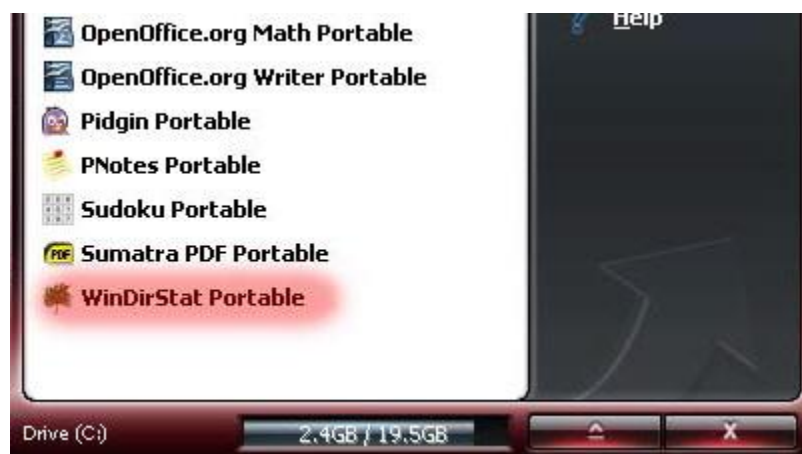 OpenOffice.org Math Portable
Help
OpenOffice.org Writer Portable
Pidgin Portable
PNotes Portable
Sudoku Portable
PDF Sumatra PDF Portable
WinDirStat Portable
Drive (C:) 2.4GB / 19.5GB X